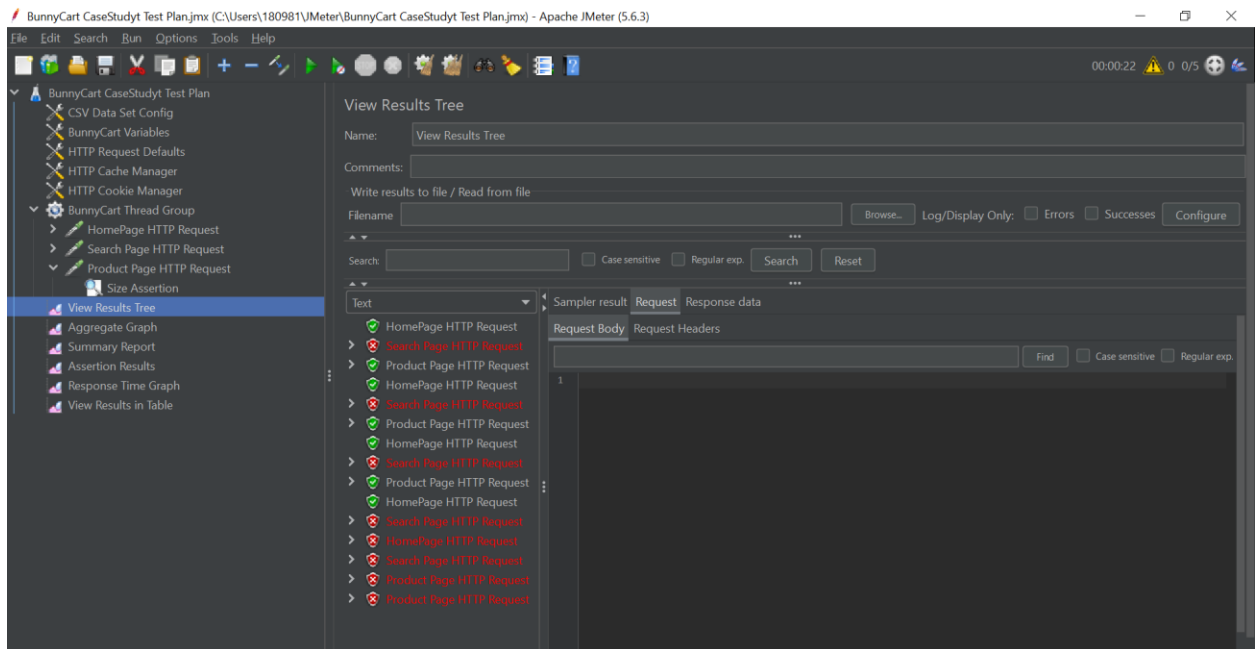 BunnyCart CaseStudyt Test Plan.jmx (C:\Users\180981\JMeter\BunnyCart CaseStudyt Test Plan.jmx) - Apache JMeter (5.6.3)
File Edit Search Run Options Tools Help
00:00:22 0 0/5
BunnyCart CaseStudyt Test Plan
CSV Data Set Config
BunnyCart Variables
HTTP Request Defaults
HTTP Cache Manager
HTTP Cookie Manager
BunnyCart Thread Group
HomePage HTTP Request
Search Page HTTP Request
Product Page HTTP Request
Size Assertion
View Results Tree
Aggregate Graph
Summary Report
Assertion Results
Response Time Graph
View Results in Table
View Results Tree
Name: View Results Tree
Comments:
Write results to file / Read from file
Filename Browse... Log/Display Only: Errors Successes Configure
Search: Case sensitive Regular exp. Search Reset
Text
HomePage HTTP Request
Search Page HTTP Request
Product Page HTTP Request
HomePage HTTP Request
Search Page HTTP Request
Product Page HTTP Request
HomePage HTTP Request
Search Page HTTP Request
Product Page HTTP Request
HomePage HTTP Request
Search Page HTTP Request
HomePage HTTP Request
Search Page HTTP Request
Product Page HTTP Request
Product Page HTTP Request
Sampler result Request Response data
Request Body Request Headers
Find Case sensitive Regular exp.
1